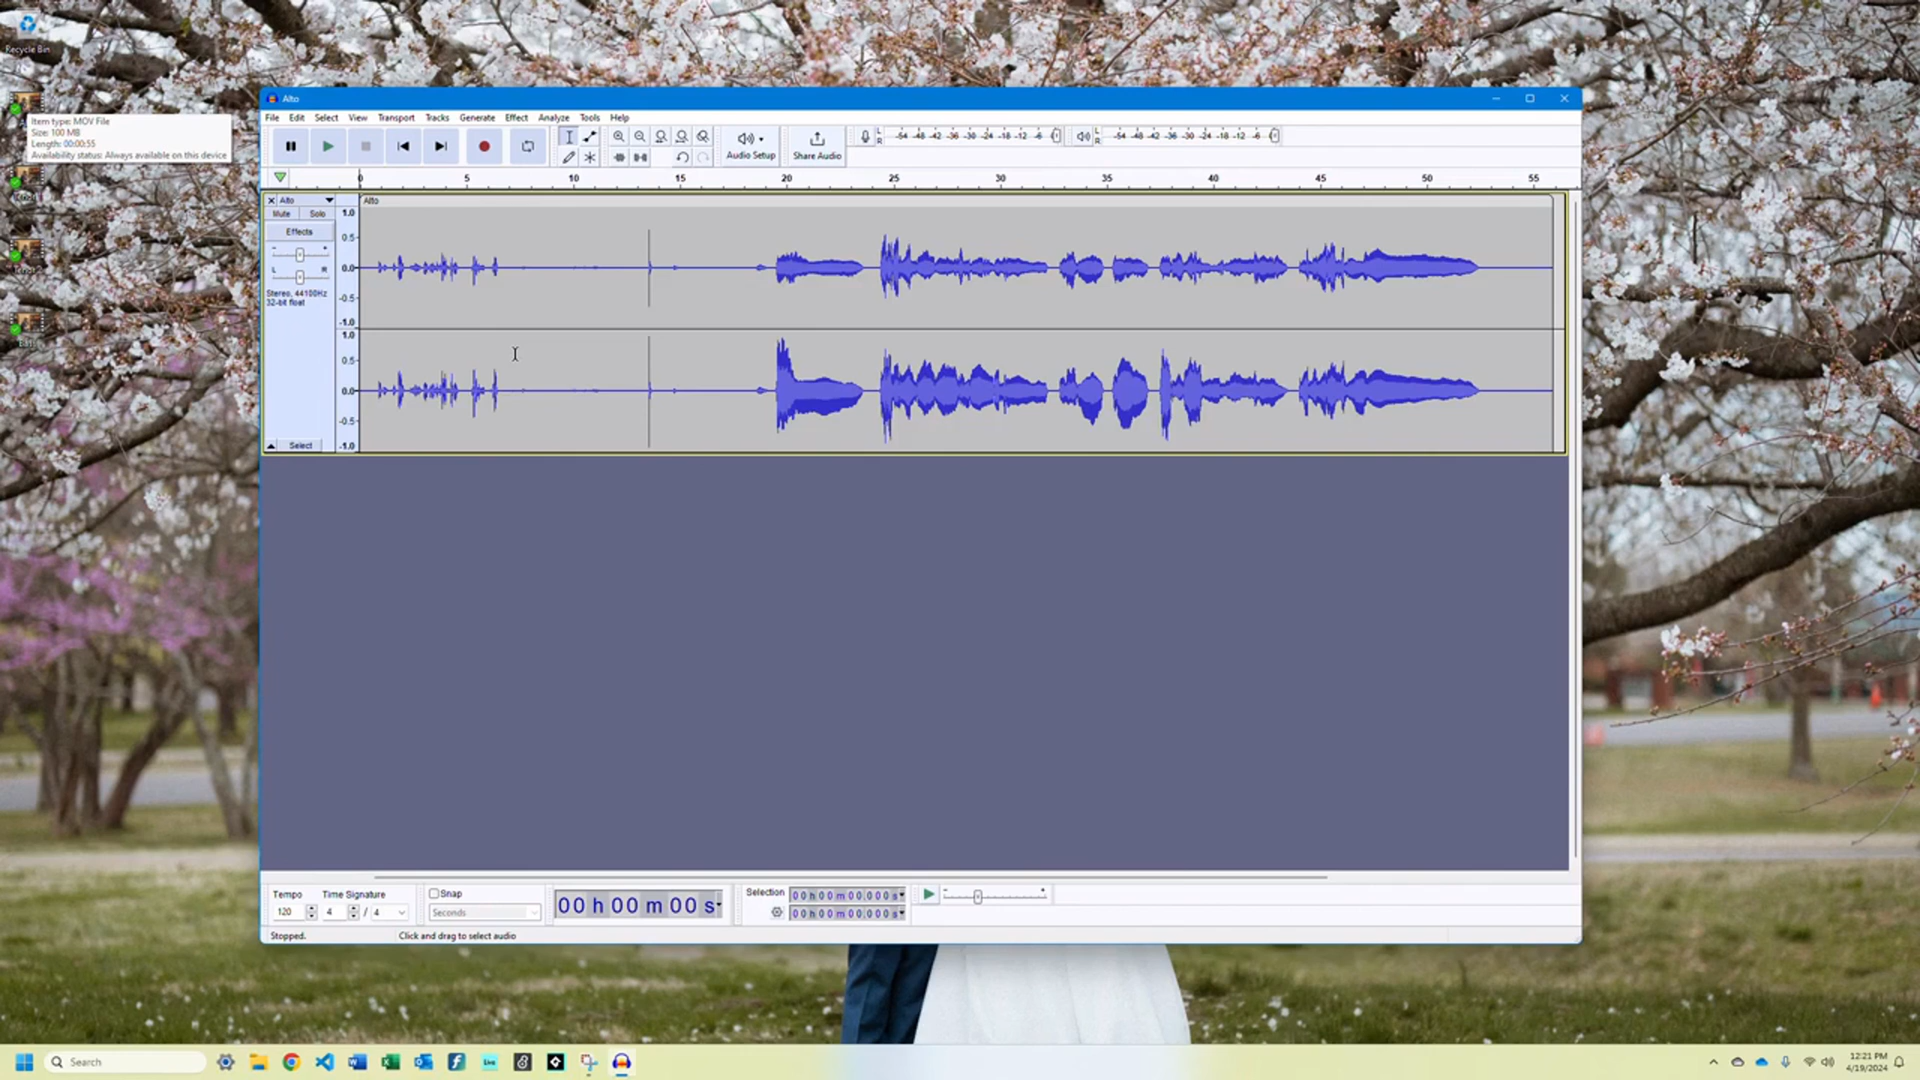 Recycle Bin
Item type: MOV File
Size: 100 MB
Length: 00:00:55
Availability status: Always available on this device
Alto
File Edit Select View Transport Tracks Generate Effect Analyze Tools Help
Audio Setup
Share Audio
L R -54 -48 -42 -36 -30 -24 -18 -12 -6
L R -54 -48 -42 -36 -30 -24 -18 -12 -6
0 5 10 15 20 25 30 35 40 45 50 55
Alto
Mute Solo
Effects
- +
L R
Stereo, 44100Hz
32-bit float
Select
1.0
0.5
0.0
-0.5
-1.0
1.0
0.5
0.0
-0.5
-1.0
Alto
Tempo
120
Time Signature
4 / 4
Snap
Seconds
00 h 00 m 00 s
Selection
00 h 00 m 00.000 s
00 h 00 m 00.000 s
- +
Stopped.
Click and drag to select audio
Search
Live
12:21 PM
4/19/2024